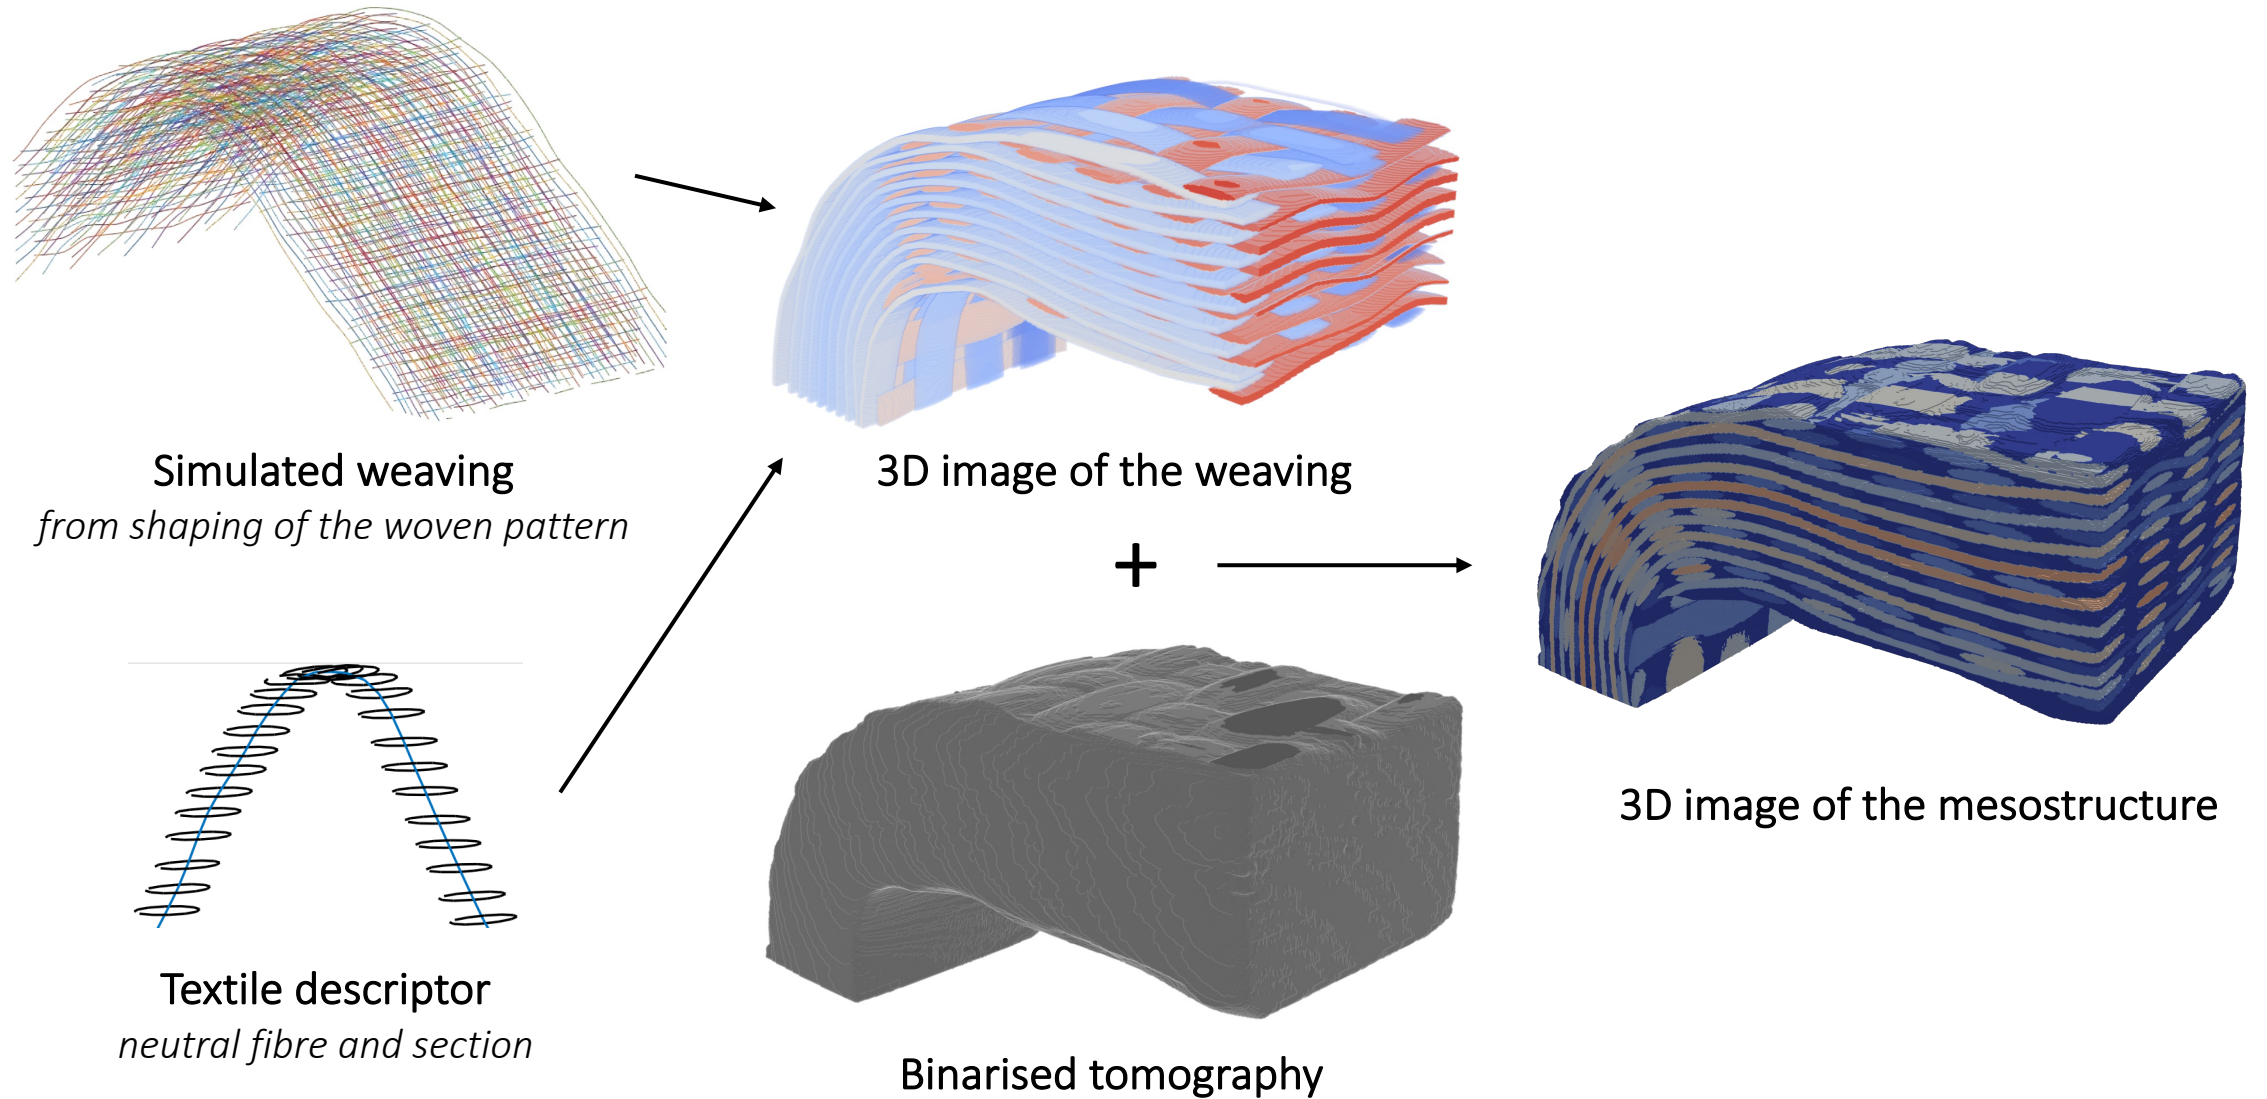 Simulated weaving
from shaping of the woven pattern
3D image of the weaving
+
3D image of the mesostructure
Textile descriptor
neutral fibre and section
Binarised tomography